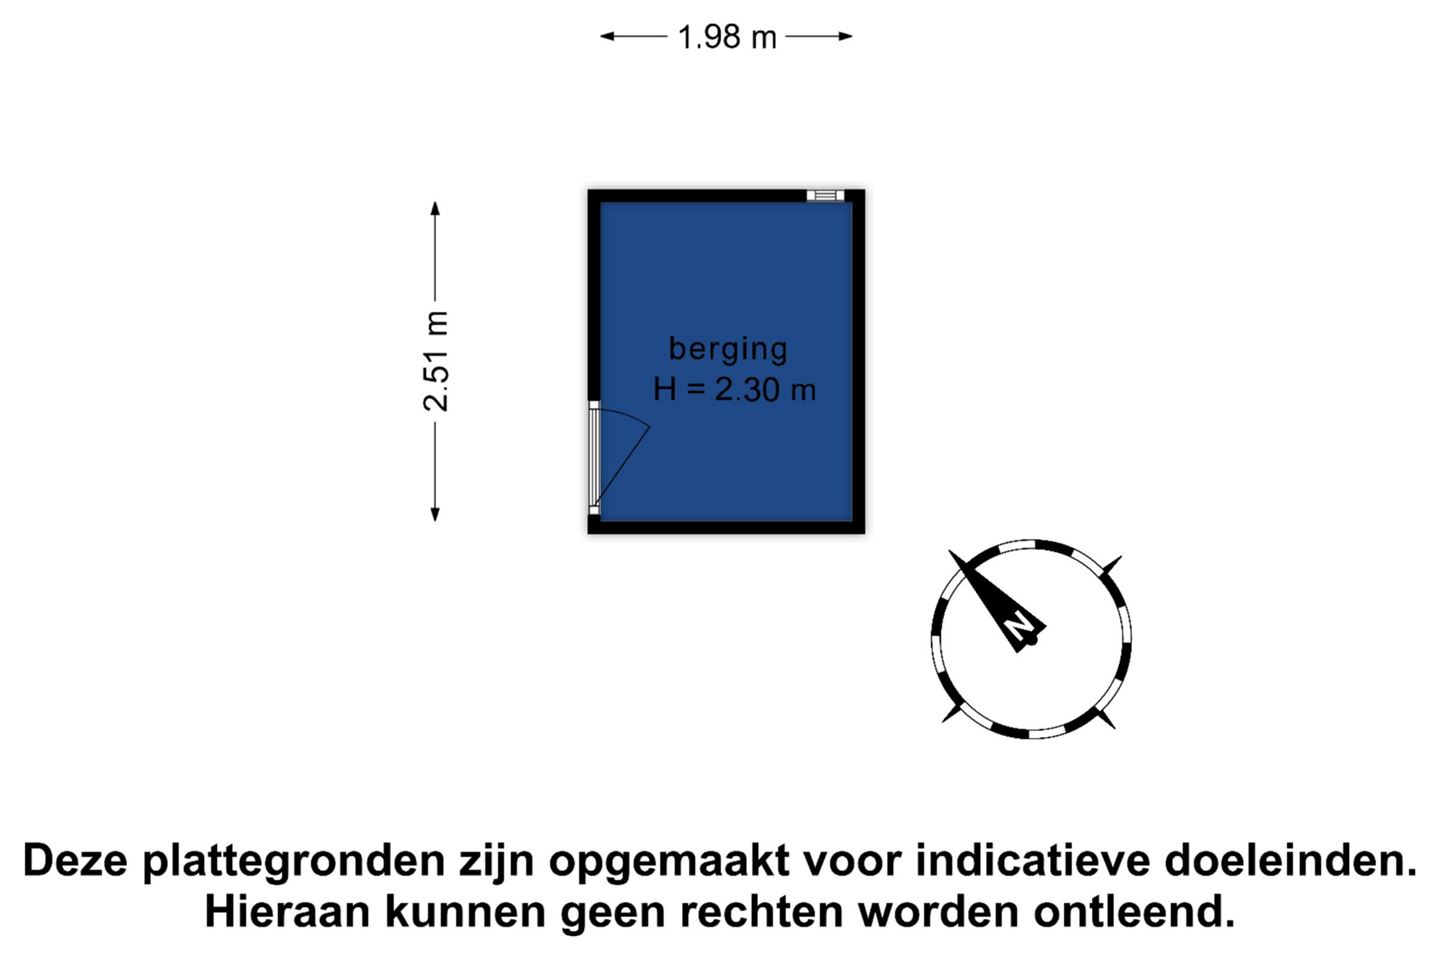 1.98 m
2.51 m
berging
H = 2.30 m
N
Deze plattegronden zijn opgemaakt voor indicatieve doeleinden.
Hieraan kunnen geen rechten worden ontleend.